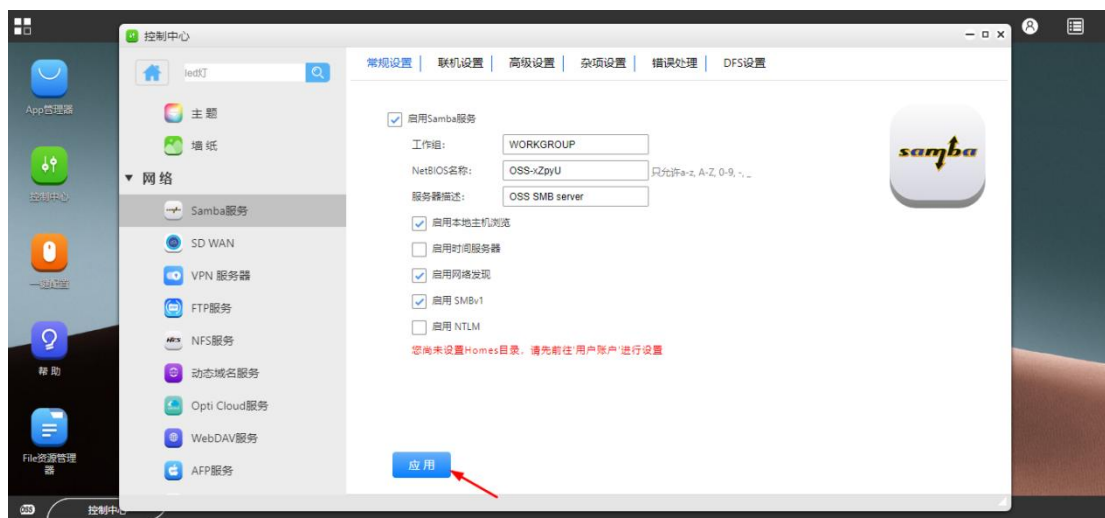 控制中心
led灯
常规设置
联机设置
高级设置
杂项设置
错误处理
DFS设置
App管理器
控制中心
一键配置
帮 助
File资源管理器
主 题
墙 纸
网 络
Samba服务
SD WAN
VPN 服务器
FTP服务
NFS服务
动态域名服务
Opti Cloud服务
WebDAV服务
AFP服务
启用Samba服务
工作组: WORKGROUP
NetBIOS名称: OSS-xZpyU 只允许a-z, A-Z, 0-9, -, _
服务器描述: OSS SMB server
启用本地主机浏览
启用时间服务器
启用网络发现
启用 SMBv1
启用 NTLM
您尚未设置Homes目录，请先前往'用户账户'进行设置
samba
应 用
OSS
控制中心